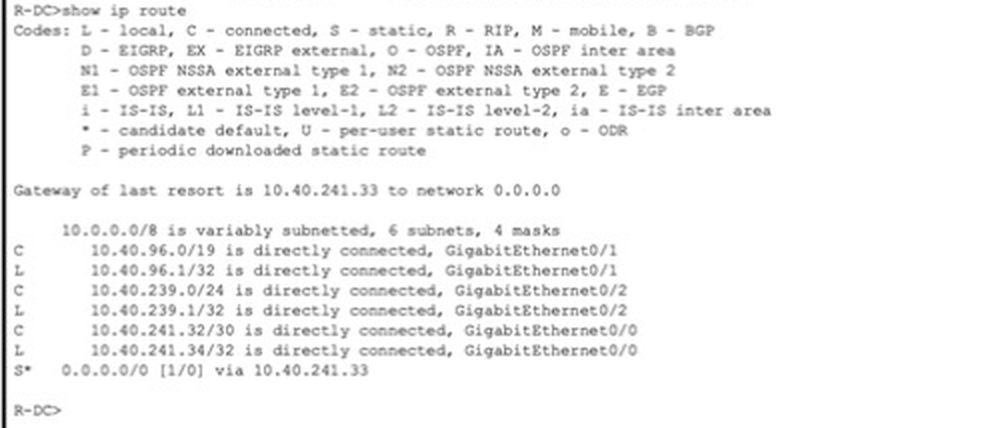 R-DC>show ip route
Codes: L - local, C - connected, S - static, R - RIP, M - mobile, B - BGP
D - EIGRP, EX - EIGRP external, O - OSPF, IA - OSPF inter area
N1 - OSPF NSSA external type 1, N2 - OSPF NSSA external type 2
E1 - OSPF external type 1, E2 - OSPF external type 2, E - EGP
i - IS-IS, L1 - IS-IS level-1, L2 - IS-IS level-2, ia - IS-IS inter area
* - candidate default, U - per-user static route, o - ODR
P - periodic downloaded static route
Gateway of last resort is 10.40.241.33 to network 0.0.0.0
10.0.0.0/8 is variably subnetted, 6 subnets, 4 masks
C 10.40.96.0/19 is directly connected, GigabitEthernet0/1
L 10.40.96.1/32 is directly connected, GigabitEthernet0/1
C 10.40.239.0/24 is directly connected, GigabitEthernet0/2
L 10.40.239.1/32 is directly connected, GigabitEthernet0/2
C 10.40.241.32/30 is directly connected, GigabitEthernet0/0
L 10.40.241.34/32 is directly connected, GigabitEthernet0/0
S* 0.0.0.0/0 [1/0] via 10.40.241.33
R-DC>